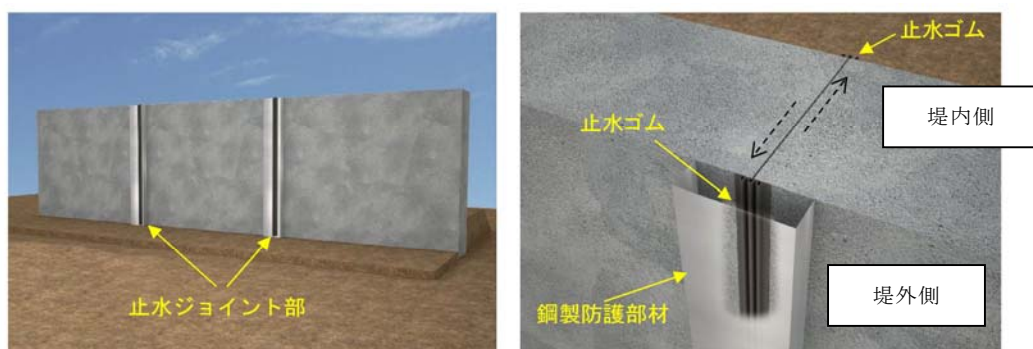 止水ジョイント部
止水ゴム
堤内側
止水ゴム
鋼製防護部材
堤外側